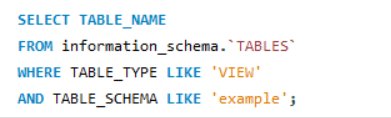 SELECT TABLE_NAME
FROM information_schema.`TABLES`
WHERE TABLE_TYPE LIKE 'VIEW'
AND TABLE_SCHEMA LIKE 'example';